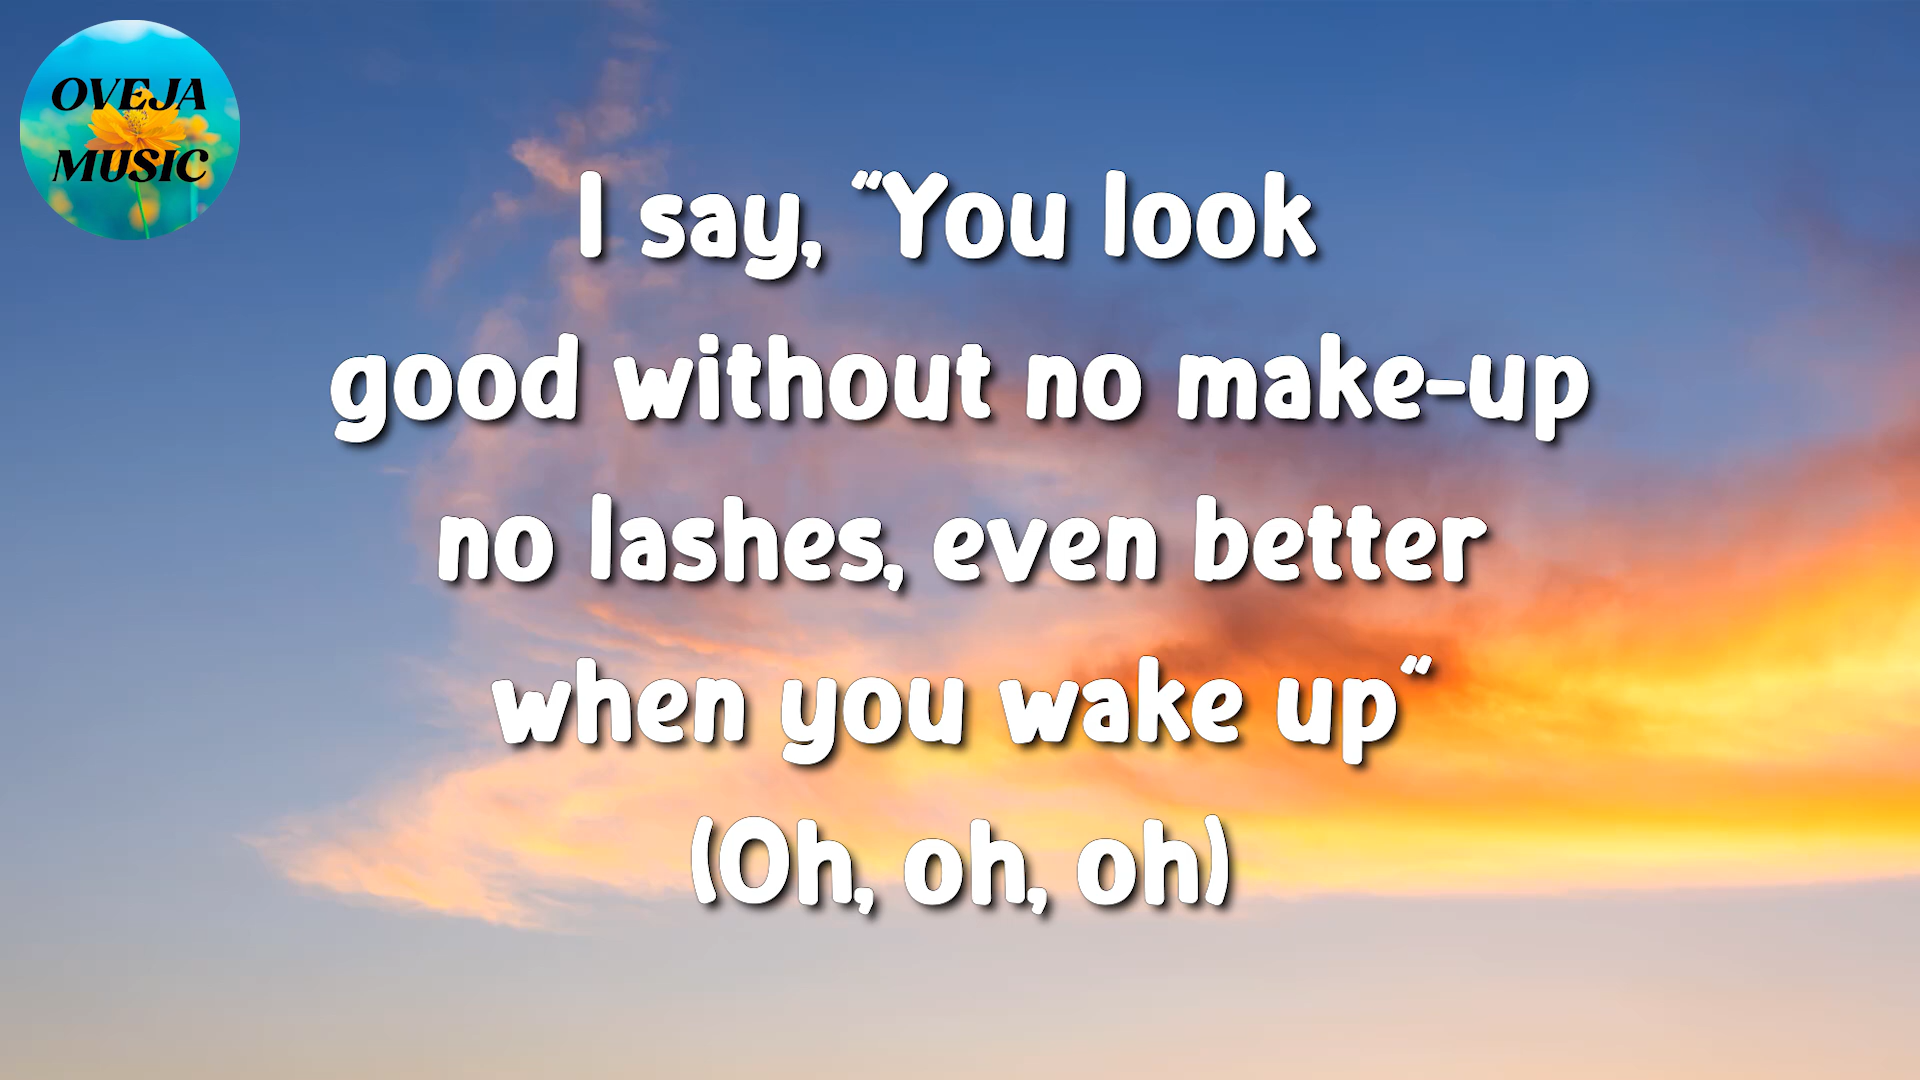 OVEJA
MUSIC
I say, "You look
good without no make-up
no lashes, even better
when you wake up"
(Oh, oh, oh)